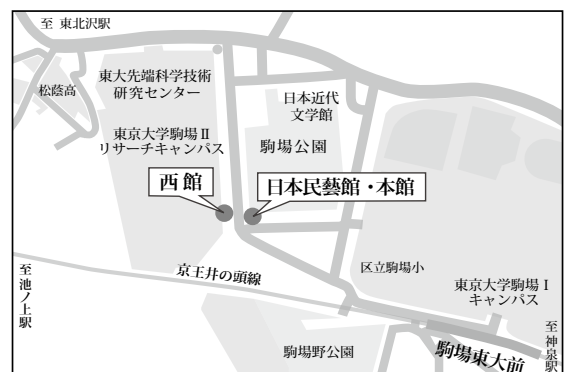 至 東北沢駅
松蔭高
東大先端科学技術
研究センター
日本近代
文学館
東京大学駒場Ⅱ
リサーチキャンパス
駒場公園
西館
日本民藝館・本館
至池ノ上駅
京王井の頭線
区立駒場小
東京大学駒場Ⅰ
キャンパス
駒場野公園
駒場東大前
至神泉駅